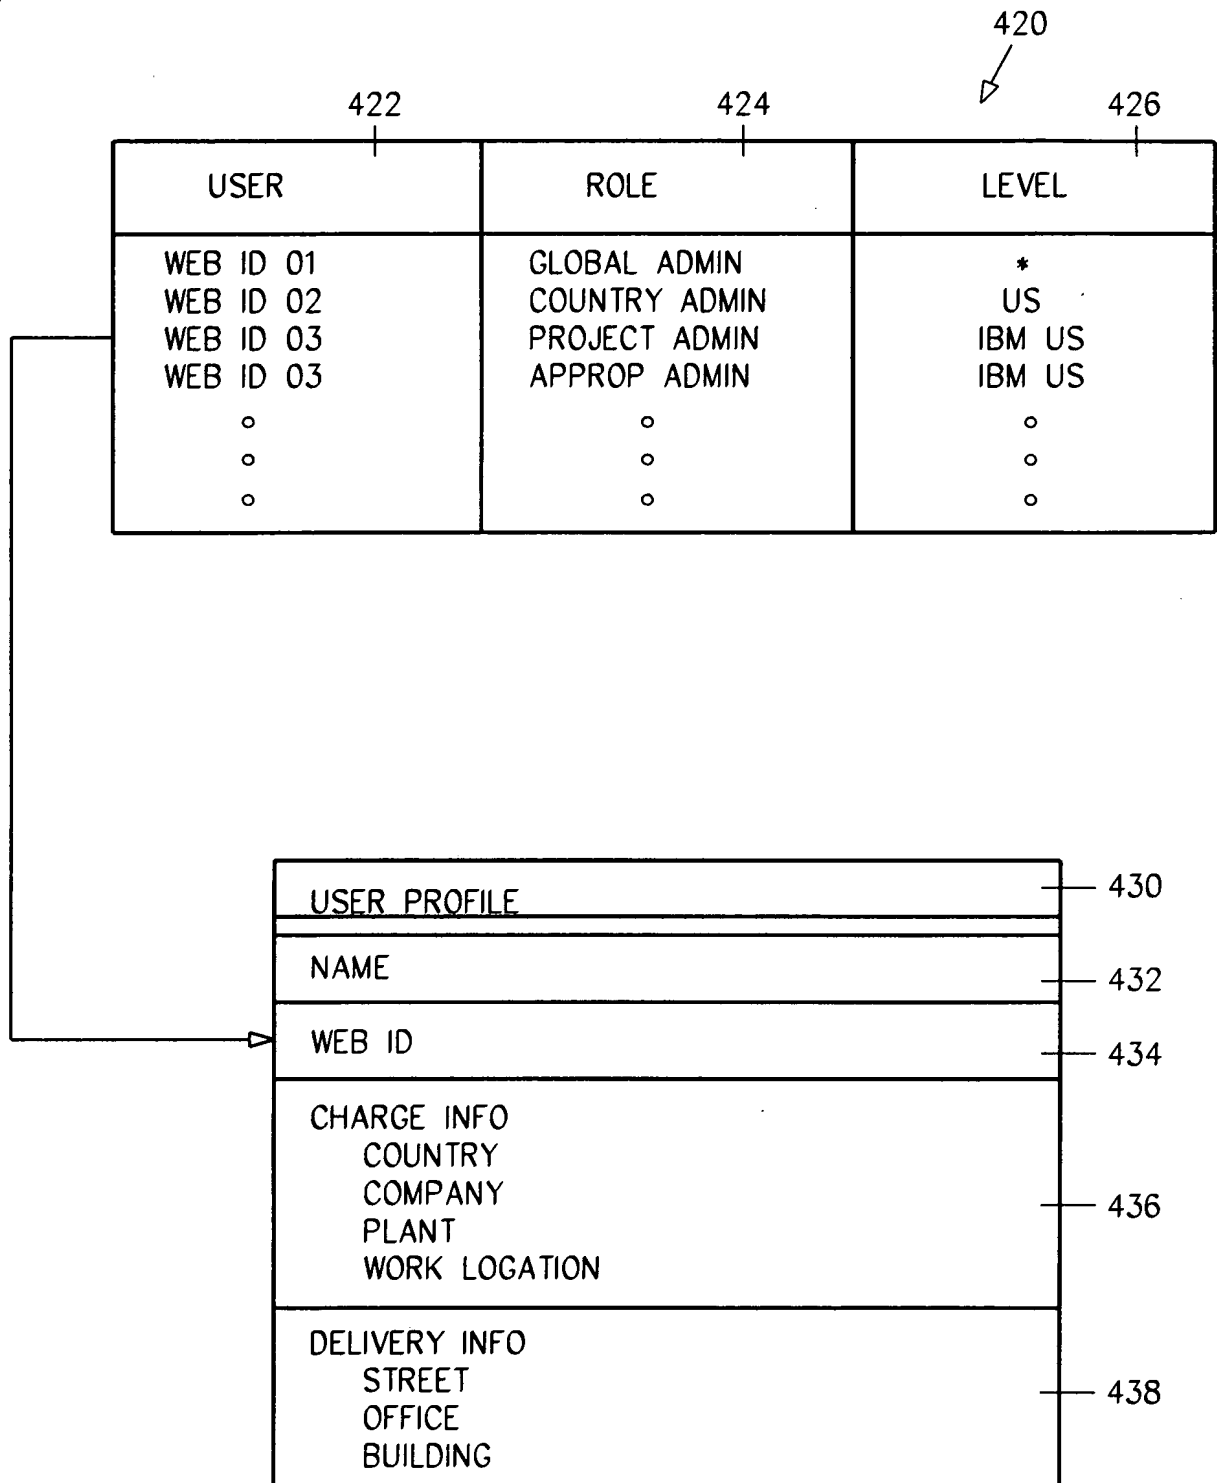 420
422 424 426
USER ROLE LEVEL
WEB ID 01 GLOBAL ADMIN *
WEB ID 02 COUNTRY ADMIN US
WEB ID 03 PROJECT ADMIN IBM US
WEB ID 03 APPROP ADMIN IBM US
USER PROFILE 430
NAME 432
WEB ID 434
CHARGE INFO
COUNTRY
COMPANY 436
PLANT
WORK LOGATION
DELIVERY INFO
STREET 438
OFFICE
BUILDING